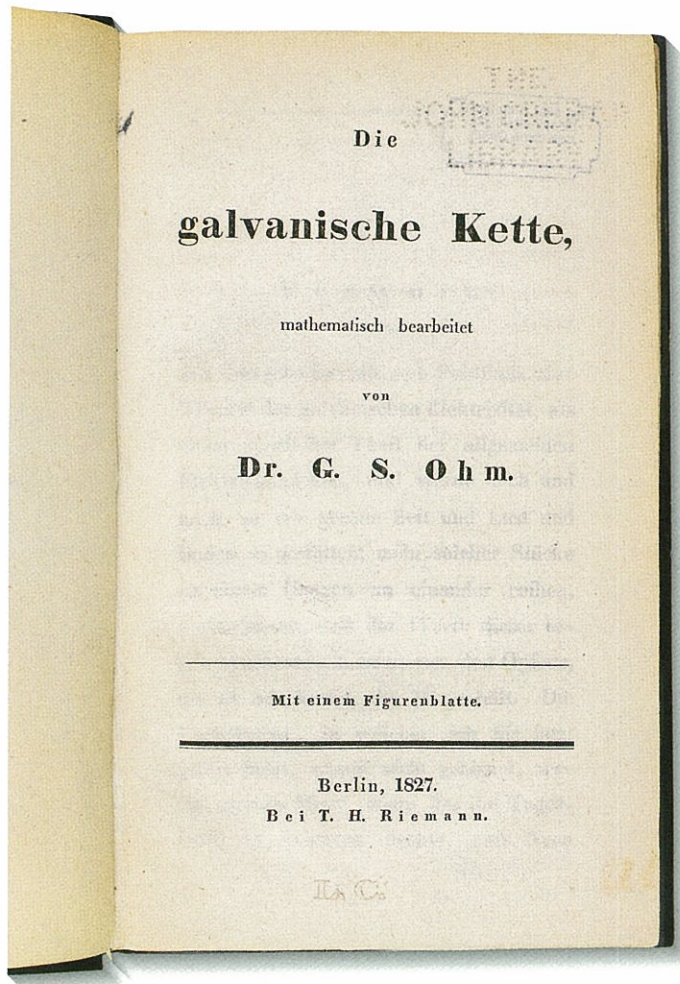 Die
galvanische Kette,
mathematisch bearbeitet
von
Dr. G. S. Ohm.
Mit einem Figurenblatte.
Berlin, 1827.
Bei T. H. Riemann.